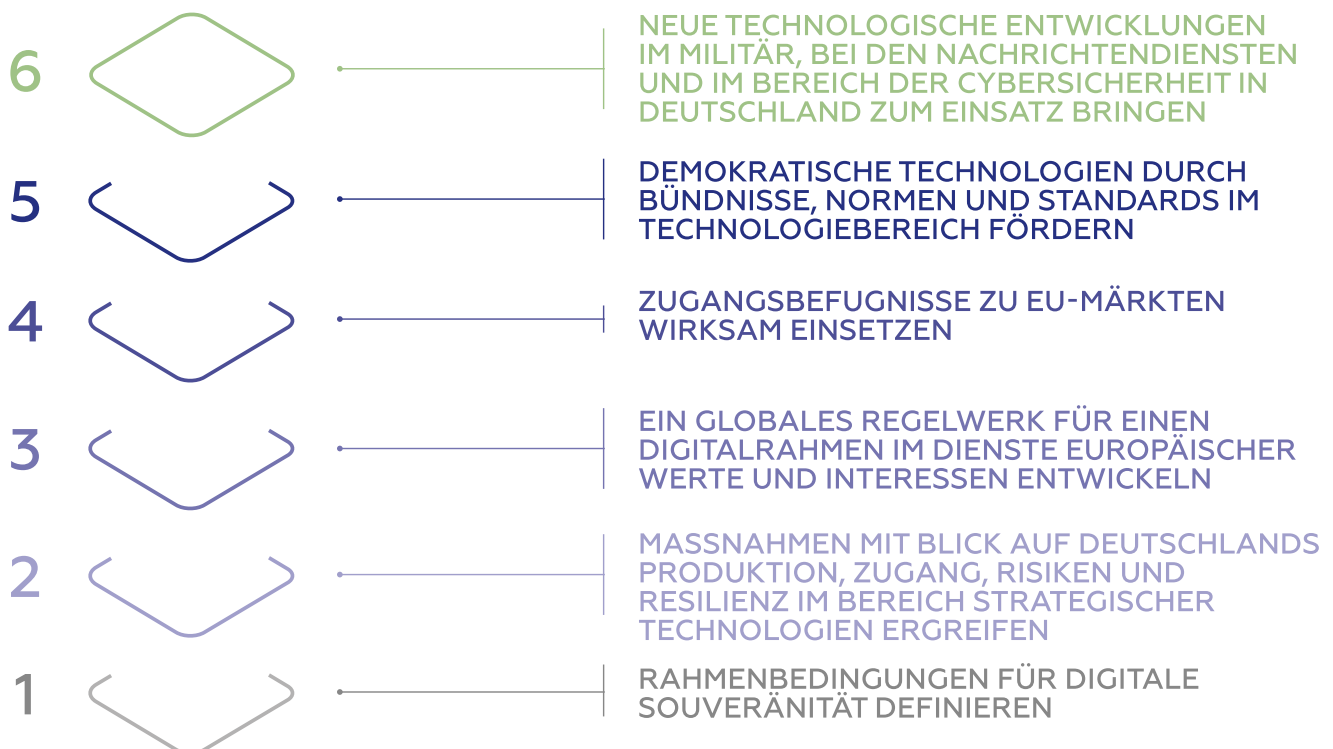 6
NEUE TECHNOLOGISCHE ENTWICKLUNGEN
IM MILITÄR, BEI DEN NACHRICHTENDIENSTEN
UND IM BEREICH DER CYBERSICHERHEIT IN
DEUTSCHLAND ZUM EINSATZ BRINGEN
5
DEMOKRATISCHE TECHNOLOGIEN DURCH
BÜNDNISSE, NORMEN UND STANDARDS IM
TECHNOLOGIEBEREICH FÖRDERN
4
ZUGANGSBEFUGNISSE ZU EU-MÄRKTEN
WIRKSAM EINSETZEN
3
EIN GLOBALES REGELWERK FÜR EINEN
DIGITALRAHMEN IM DIENSTE EUROPÄISCHER
WERTE UND INTERESSEN ENTWICKELN
2
MASSNAHMEN MIT BLICK AUF DEUTSCHLANDS
PRODUKTION, ZUGANG, RISIKEN UND
RESILIENZ IM BEREICH STRATEGISCHER
TECHNOLOGIEN ERGREIFEN
1
RAHMENBEDINGUNGEN FÜR DIGITALE
SOUVERÄNITÄT DEFINIEREN